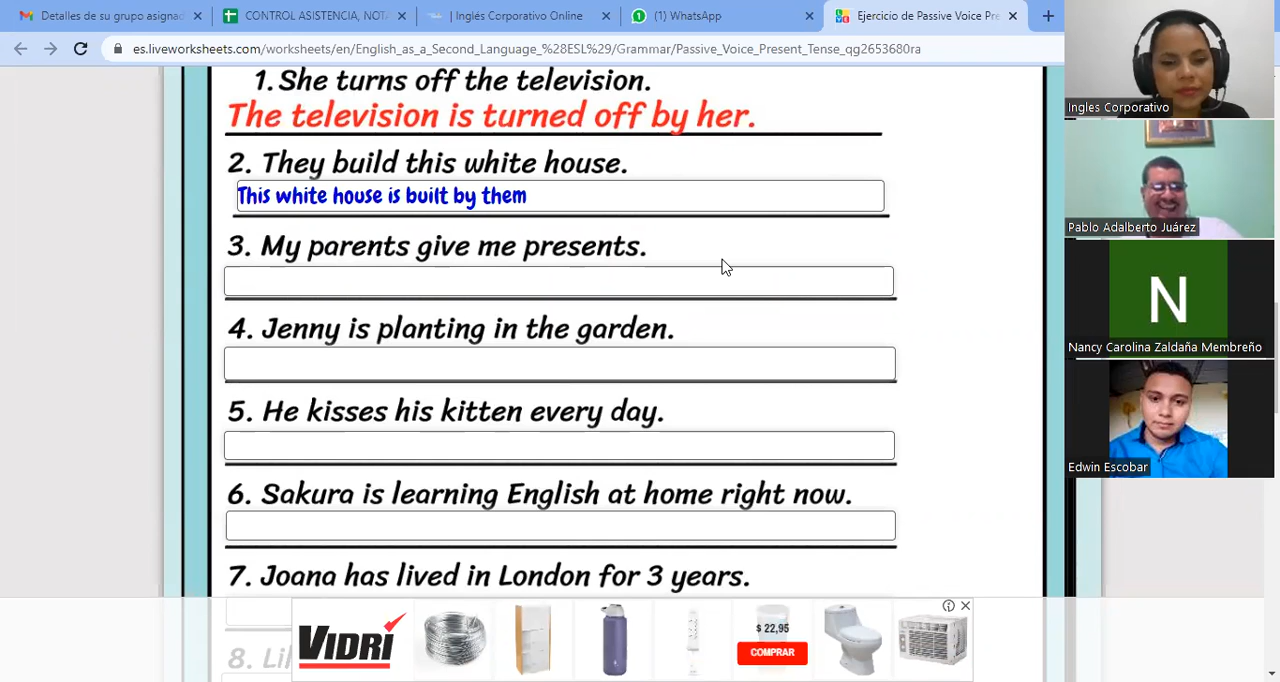 Detalles de su grupo asignad
CONTROL ASISTENCIA, NOTA
| Inglés Corporativo Online
(1) WhatsApp
Ejercicio de Passive Voice Pre
es.liveworksheets.com/worksheets/en/English_as_a_Second_Language_%28ESL%29/Grammar/Passive_Voice_Present_Tense_qg2653680ra
1. She turns off the television.
The television is turned off by her.
2. They build this white house.
This white house is built by them
3. My parents give me presents.
4. Jenny is planting in the garden.
5. He kisses his kitten every day.
6. Sakura is learning English at home right now.
7. Joana has lived in London for 3 years.
8. Li
VIDRÍ
$ 22,95
COMPRAR
Ingles Corporativo
Pablo Adalberto Juárez
N
Nancy Carolina Zaldaña Membreño
Edwin Escobar